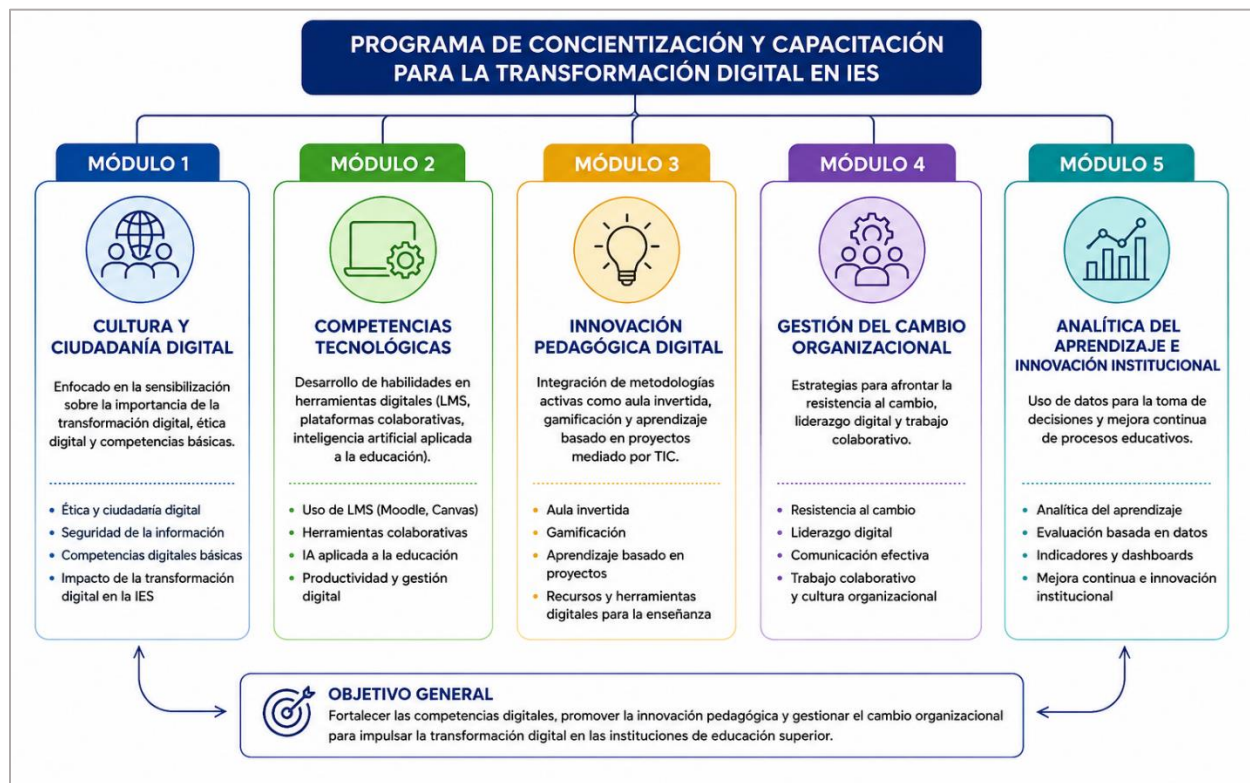 PROGRAMA DE CONCIENTIZACIÓN Y CAPACITACIÓN
PARA LA TRANSFORMACIÓN DIGITAL EN IES
MÓDULO 1
CULTURA Y
CIUDADANÍA DIGITAL
Enfocado en la sensibilización
sobre la importancia de la
transformación digital, ética
digital y competencias básicas.
• Ética y ciudadanía digital
• Seguridad de la información
• Competencias digitales básicas
• Impacto de la transformación
digital en la IES
MÓDULO 2
COMPETENCIAS
TECNOLÓGICAS
Desarrollo de habilidades en
herramientas digitales (LMS,
plataformas colaborativas,
inteligencia artificial aplicada
a la educación).
• Uso de LMS (Moodle, Canvas)
• Herramientas colaborativas
• IA aplicada a la educación
• Productividad y gestión
digital
MÓDULO 3
INNOVACIÓN
PEDAGÓGICA DIGITAL
Integración de metodologías
activas como aula invertida,
gamificación y aprendizaje
basado en proyectos
mediado por TIC.
• Aula invertida
• Gamificación
• Aprendizaje basado en
proyectos
• Recursos y herramientas
digitales para la enseñanza
MÓDULO 4
GESTIÓN DEL CAMBIO
ORGANIZACIONAL
Estrategias para afrontar la
resistencia al cambio,
liderazgo digital y trabajo
colaborativo.
• Resistencia al cambio
• Liderazgo digital
• Comunicación efectiva
• Trabajo colaborativo
y cultura organizacional
MÓDULO 5
ANALÍTICA DEL
APRENDIZAJE E
INNOVACIÓN INSTITUCIONAL
Uso de datos para la toma de
decisiones y mejora continua
de procesos educativos.
• Analítica del aprendizaje
• Evaluación basada en datos
• Indicadores y dashboards
• Mejora continua e innovación
institucional
OBJETIVO GENERAL
Fortalecer las competencias digitales, promover la innovación pedagógica y gestionar el cambio organizacional
para impulsar la transformación digital en las instituciones de educación superior.